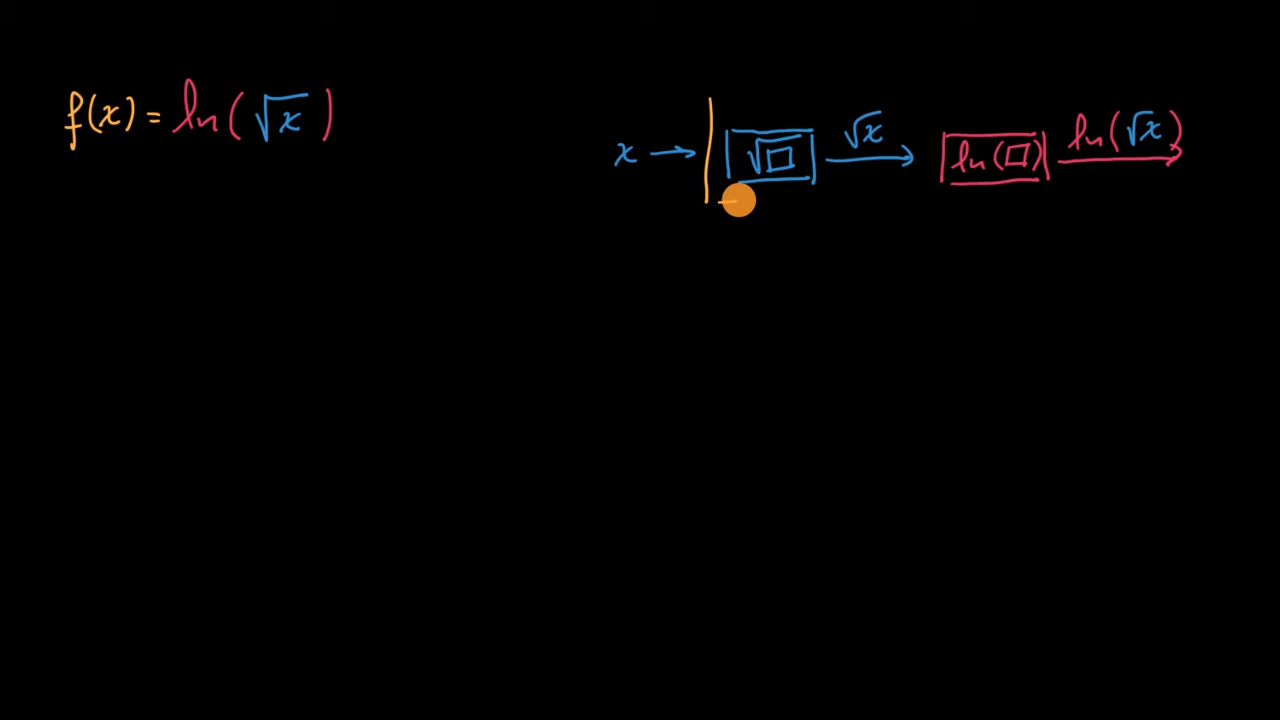 f(x) = ln(√x)
x → √□ √x → ln(□) ln(√x) →